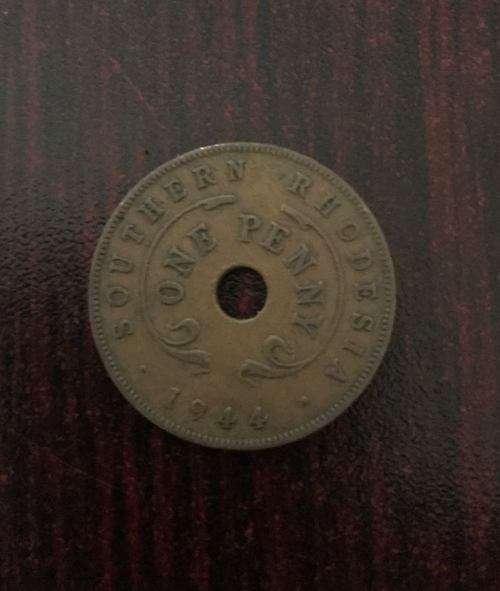 SOUTHERN RHODESIA
ONE PENNY
· 1944 ·